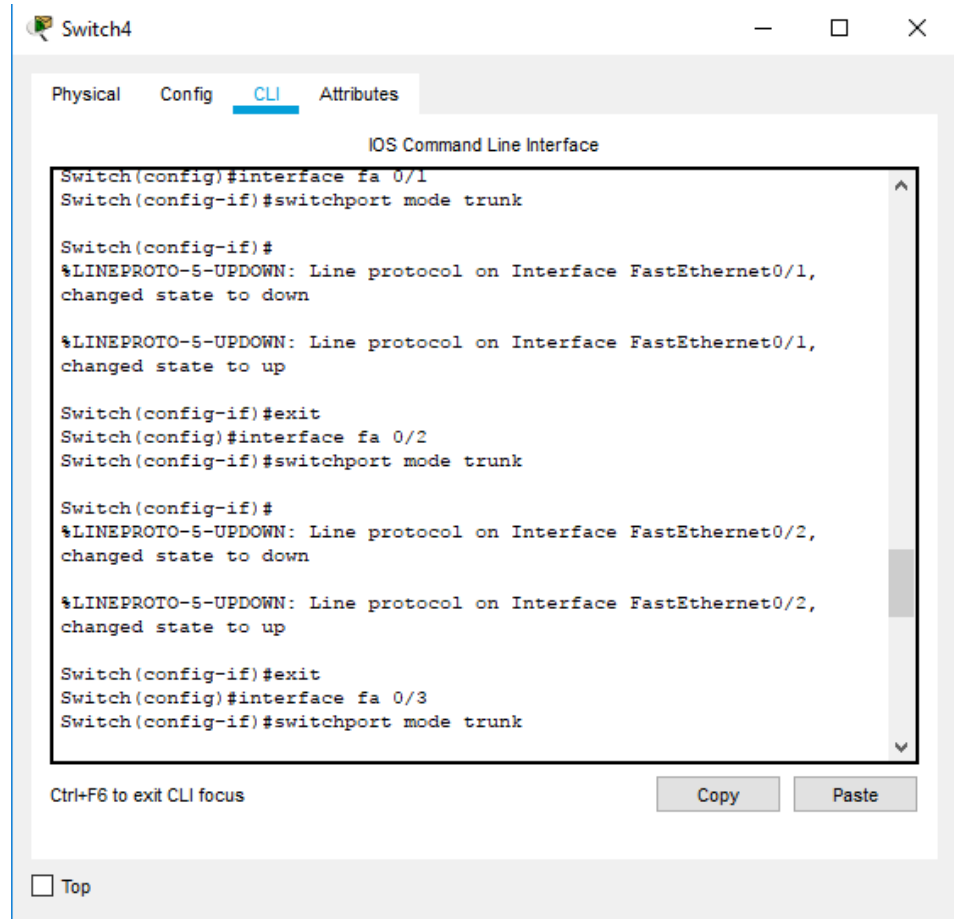 Switch4
Physical Config CLI Attributes
IOS Command Line Interface
Switch(config)#interface fa 0/1
Switch(config-if)#switchport mode trunk
Switch(config-if)#
%LINEPROTO-5-UPDOWN: Line protocol on Interface FastEthernet0/1,
changed state to down
%LINEPROTO-5-UPDOWN: Line protocol on Interface FastEthernet0/1,
changed state to up
Switch(config-if)#exit
Switch(config)#interface fa 0/2
Switch(config-if)#switchport mode trunk
Switch(config-if)#
%LINEPROTO-5-UPDOWN: Line protocol on Interface FastEthernet0/2,
changed state to down
%LINEPROTO-5-UPDOWN: Line protocol on Interface FastEthernet0/2,
changed state to up
Switch(config-if)#exit
Switch(config)#interface fa 0/3
Switch(config-if)#switchport mode trunk
Ctrl+F6 to exit CLI focus
Copy Paste
Top